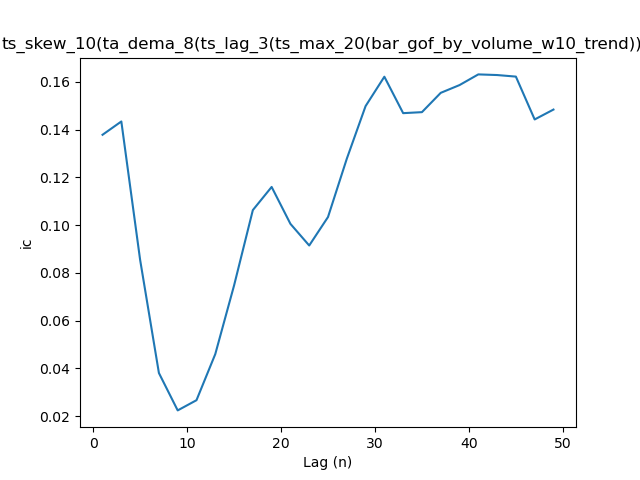 ts_skew_10(ta_dema_8(ts_lag_3(ts_max_20(bar_gof_by_volume_w10_trend))
0.16
0.14
0.12
0.10
0.08
0.06
0.04
0.02
ic
0 10 20 30 40 50
Lag (n)